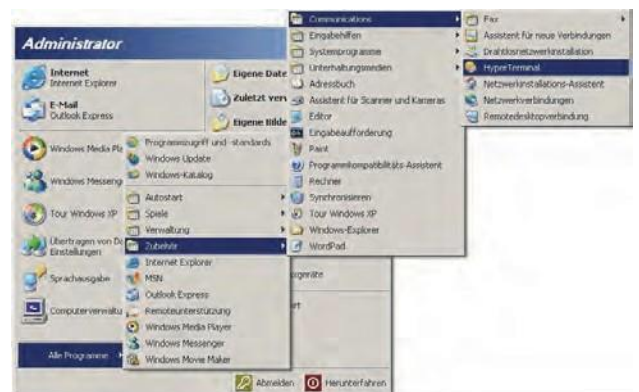 Administrator
Internet
Internet Explorer
E-Mail
Outlook Express
Windows Media Pla
Windows Messeng
Tour Windows XP
Übertragen von Da
Einstellungen
Sprachausgabe
Computerverwaltu
Alle Programme
Eigene Date
Zuletzt verv
Eigene Bilde
Programmzugriff und -standards
Windows Update
Windows-Katalog
Autostart
Spiele
Verwaltung
Zubehör
Internet Explorer
MSN
Outlook Express
Remoteunterstützung
Windows Media Player
Windows Messenger
Windows Movie Maker
Communications
Eingabehilfen
Systemprogramme
Unterhaltungsmedien
Adressbuch
Assistent für Scanner und Kameras
Editor
Eingabeaufforderung
Paint
Programmkompatibilitäts-Assistent
Rechner
Synchronisieren
Tour Windows XP
Windows-Explorer
WordPad
Fax
Assistent für neue Verbindungen
Drahtlosnetzwerkinstallation
HyperTerminal
Netzwerkinstallations-Assistent
Netzwerkverbindungen
Remotedesktopverbindung
Abmelden
Herunterfahren